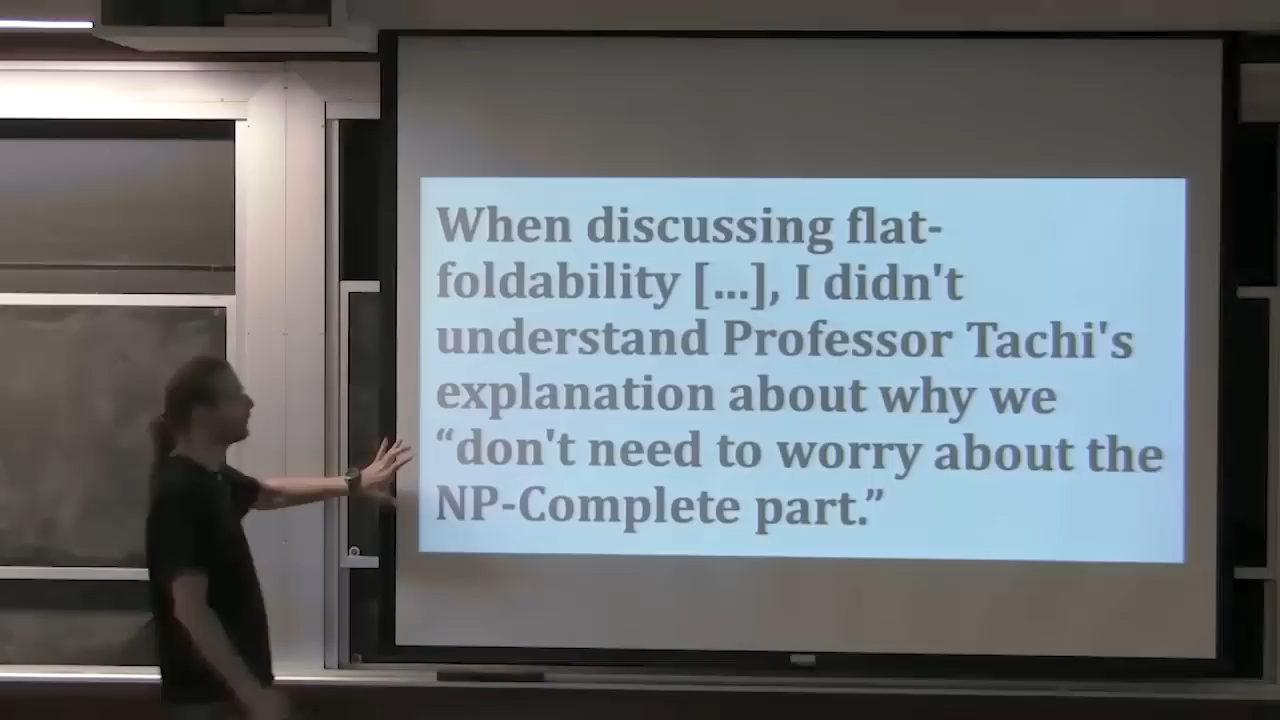 When discussing flat-
foldability [...], I didn't
understand Professor Tachi's
explanation about why we
“don't need to worry about the
NP-Complete part.”